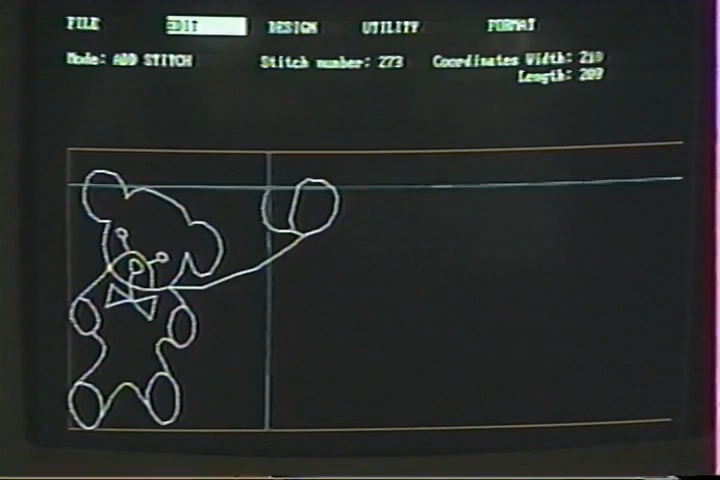 FILE EDIT DESIGN UTILITY FORMAT
Mode: ADD STITCH Stitch number: 273 Coordinates Width: 210
Length: 209